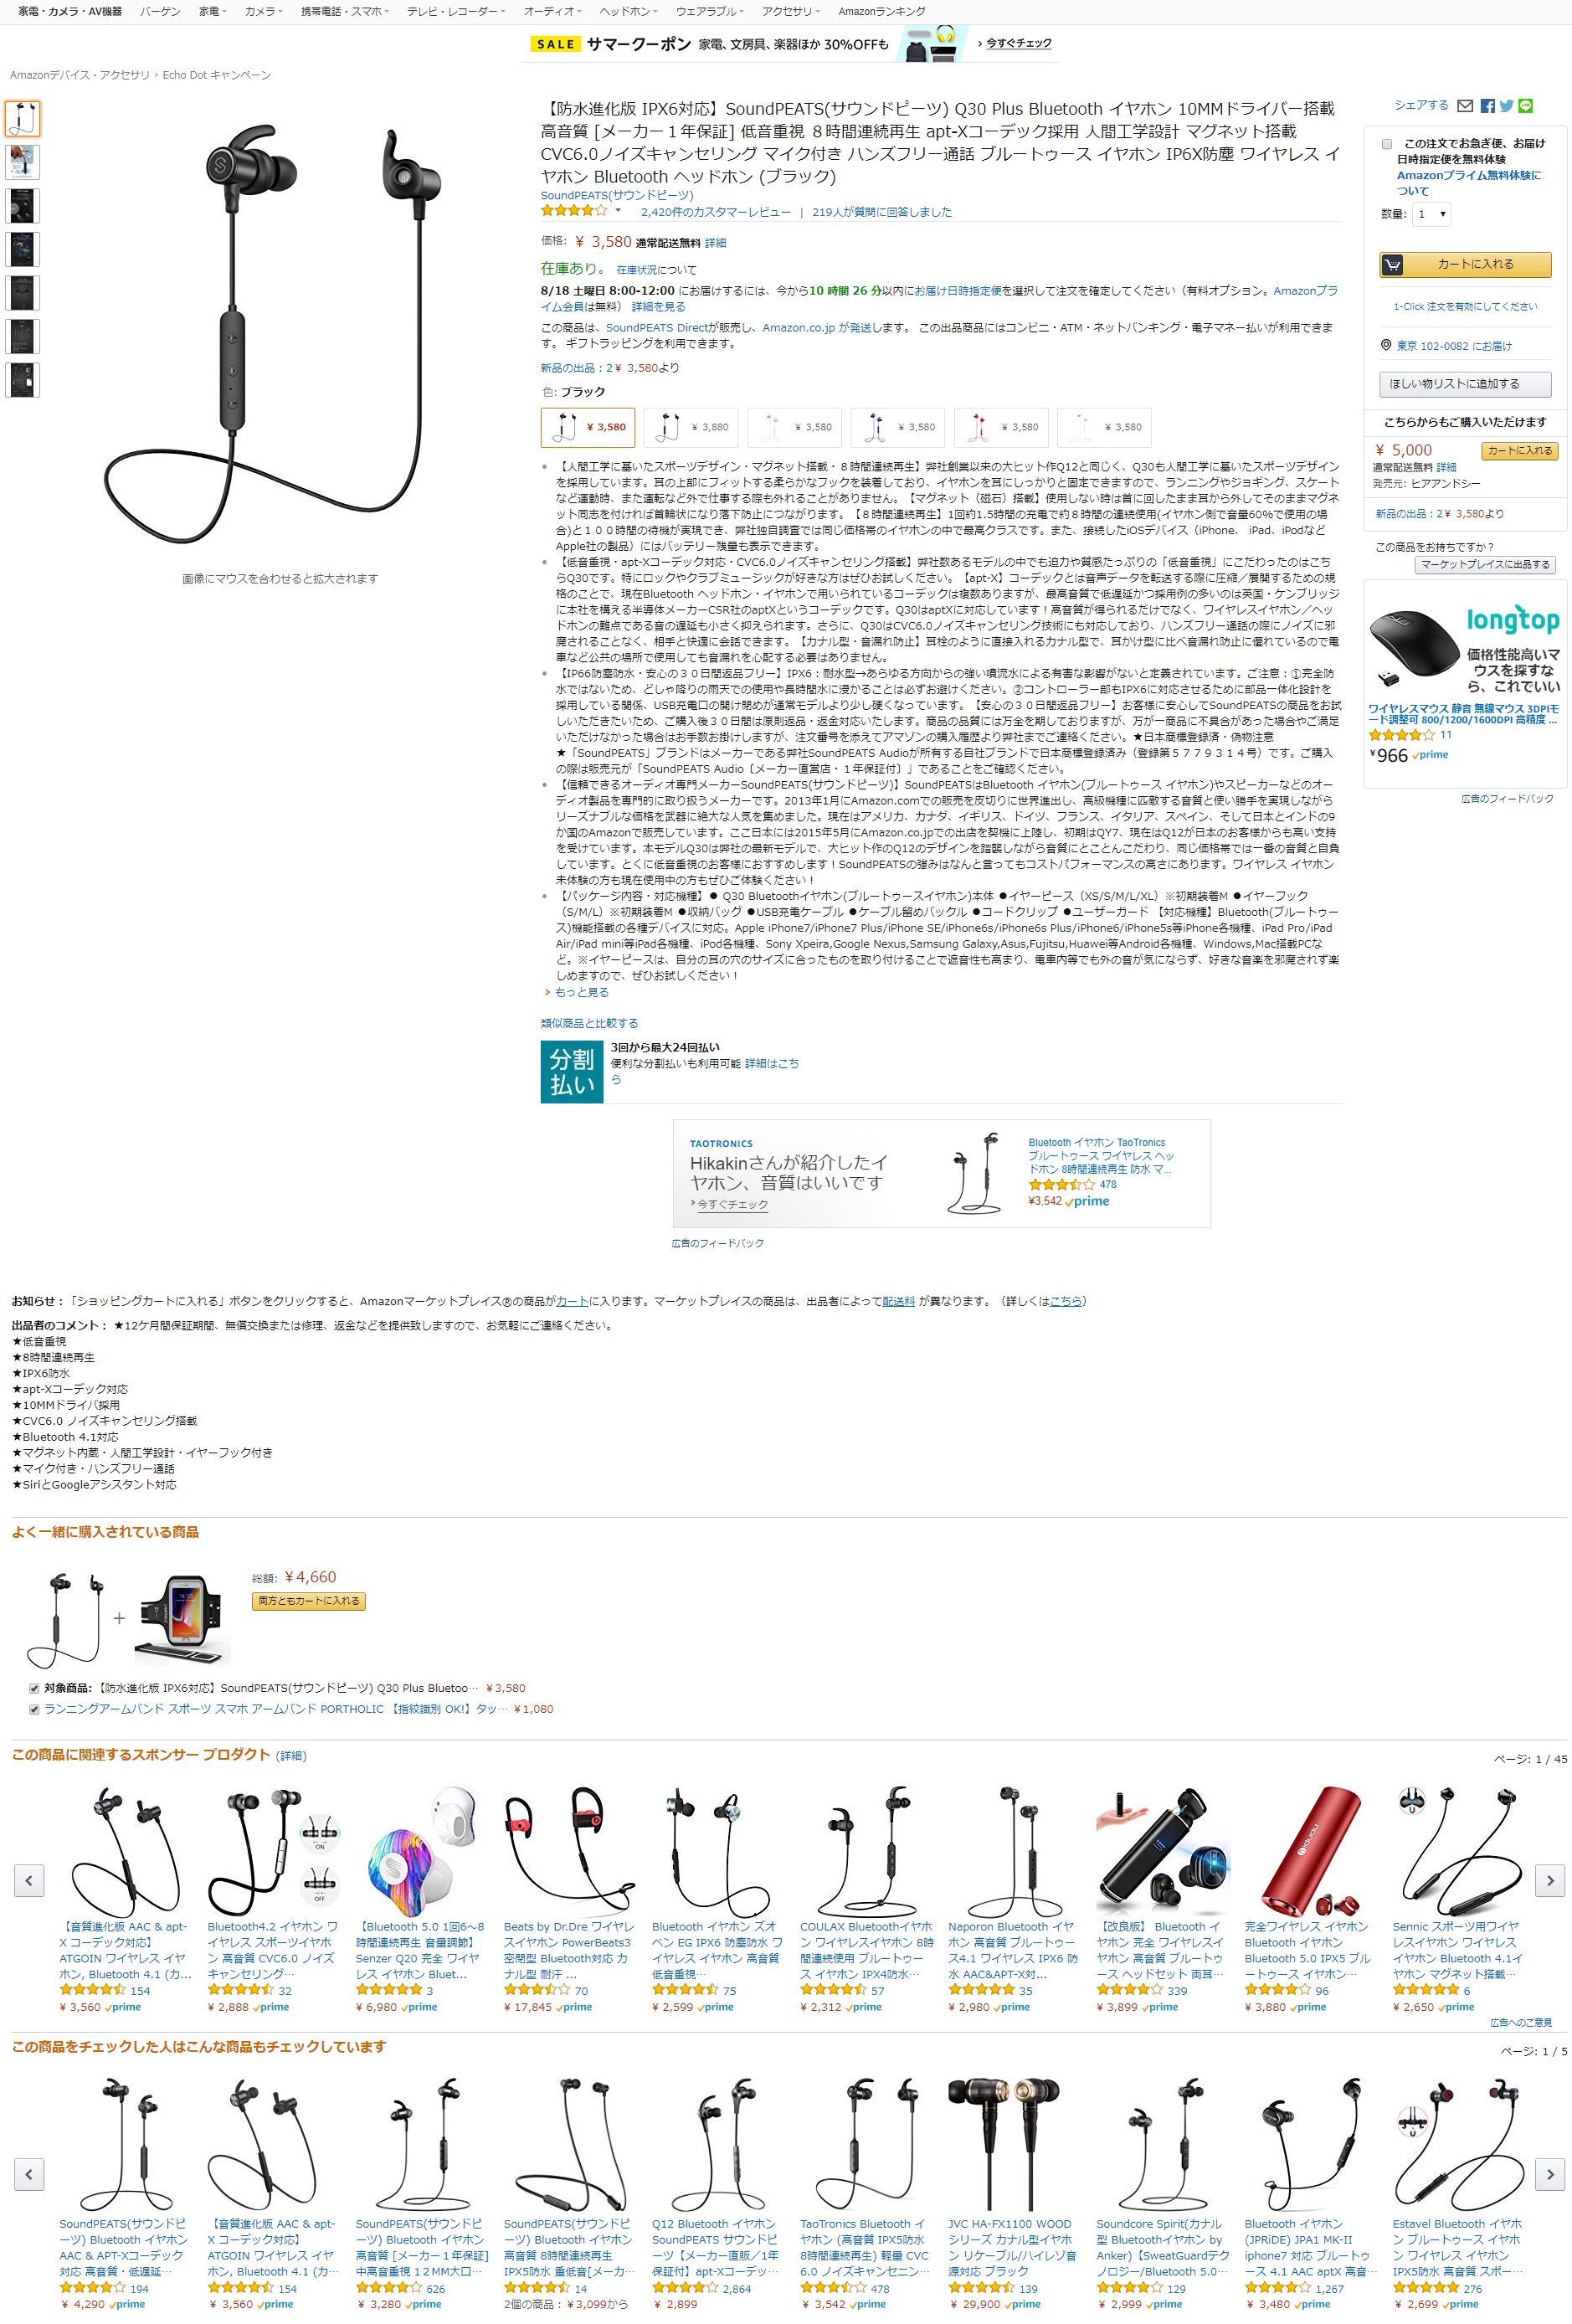 家電・カメラ・AV機器 バーゲン 家電 カメラ 携帯電話・スマホ テレビ・レコーダー オーディオ ヘッドホン ウェアラブル アクセサリ Amazonランキング
SALE サマークーポン 家電、文房具、楽器ほか 30%OFFも › 今すぐチェック
Amazonデバイス・アクセサリ › Echo Dot キャンペーン
画像にマウスを合わせると拡大されます
【防水進化版 IPX6対応】SoundPEATS(サウンドピーツ) Q30 Plus Bluetooth イヤホン 10MMドライバー搭載
高音質 [メーカー１年保証] 低音重視 ８時間連続再生 apt-Xコーデック採用 人間工学設計 マグネット搭載
CVC6.0ノイズキャンセリング マイク付き ハンズフリー通話 ブルートゥース イヤホン IP6X防塵 ワイヤレス イ
ヤホン Bluetooth ヘッドホン (ブラック)
SoundPEATS(サウンドピーツ)
2,420件のカスタマーレビュー | 219人が質問に回答しました
価格: ￥ 3,580 通常配送無料 詳細
在庫あり。 在庫状況について
8/18 土曜日 8:00-12:00 にお届けするには、今から10 時間 26 分以内にお届け日時指定便を選択して注文を確定してください（有料オプション。Amazonプラ
イム会員は無料） 詳細を見る
この商品は、SoundPEATS Directが販売し、Amazon.co.jp が発送します。 この出品商品にはコンビニ・ATM・ネットバンキング・電子マネー払いが利用できま
す。 ギフトラッピングを利用できます。
新品の出品：2￥ 3,580より
色: ブラック
￥ 3,580 ￥ 3,880 ￥ 3,580 ￥ 3,580 ￥ 3,580 ￥ 3,580
【人間工学に基いたスポーツデザイン・マグネット搭載・８時間連続再生】弊社創業以来の大ヒット作Q12と同じく、Q30も人間工学に基いたスポーツデザイン
を採用しています。耳の上部にフィットする柔らかなフックを装着しており、イヤホンを耳にしっかりと固定できますので、ランニングやジョギング、スケート
など運動時、また運転など外で仕事する際も外れることがありません。【マグネット（磁石）搭載】使用しない時は首に回したまま耳から外してそのままマグネ
ット同志を付ければ首輪状になり落下防止につながります。【８時間連続再生】1回約1.5時間の充電で約８時間の連続使用(イヤホン側で音量60%で使用の場
合)と１００時間の待機が実現でき、弊社独自調査では同じ価格帯のイヤホンの中で最高クラスです。また、接続したiOSデバイス（iPhone、 iPad、iPodなど
Apple社の製品）にはバッテリー残量も表示できます。
【低音重視・apt-Xコーデック対応・CVC6.0ノイズキャンセリング搭載】弊社数あるモデルの中でも迫力や質感たっぷりの「低音重視」にこだわったのはこち
らQ30です。特にロックやクラブミュージックが好きな方はぜひお試しください。【apt-X】コーデックとは音声データを転送する際に圧縮／展開するための規
格のことで、現在Bluetooth ヘッドホン・イヤホンで用いられているコーデックは複数ありますが、最高音質で低遅延かつ採用例の多いのは英国・ケンブリッジ
に本社を構える半導体メーカーCSR社のaptXというコーデックです。Q30はaptXに対応しています！高音質が得られるだけでなく、ワイヤレスイヤホン／ヘッ
ドホンの難点である音の遅延も小さく抑えられます。さらに、Q30はCVC6.0ノイズキャンセリング技術にも対応しており、ハンズフリー通話の際にノイズに邪
魔されることなく、相手と快適に会話できます。【カナル型・音漏れ防止】耳栓のように直接入れるカナル型で、耳かけ型に比べ音漏れ防止に優れているので電
車など公共の場所で使用しても音漏れを心配する必要はありません。
【IP66防塵防水・安心の３０日間返品フリー】IPX6：耐水型→あらゆる方向からの強い噴流水による有害な影響がないと定義されています。ご注意：①完全防
水ではないため、どしゃ降りの雨天での使用や長時間水に浸かることは必ずお避けください。②コントローラー部もIPX6に対応させるために部品一体化設計を
採用している関係、USB充電口の開け閉めが通常モデルより少し硬くなっています。【安心の３０日間返品フリー】お客様に安心してSoundPEATSの商品をお試
しいただきたいため、ご購入後３０日間は原則返品・返金対応いたします。商品の品質には万全を期しておりますが、万が一商品に不具合があった場合やご満足
いただけなかった場合はお手数お掛けしますが、注文番号を添えてアマゾンの購入履歴より弊社までご連絡ください。★日本商標登録済・偽物注意
★「SoundPEATS」ブランドはメーカーである弊社SoundPEATS Audioが所有する自社ブランドで日本商標登録済み（登録第５７７９３１４号）です。ご購入
の際は販売元が「SoundPEATS Audio〔メーカー直営店・１年保証付〕」であることをご確認ください。
【信頼できるオーディオ専門メーカーSoundPEATS(サウンドピーツ)】SoundPEATSはBluetooth イヤホン(ブルートゥース イヤホン)やスピーカーなどのオー
ディオ製品を専門的に取り扱うメーカーです。2013年1月にAmazon.comでの販売を皮切りに世界進出し、高級機種に匹敵する音質と使い勝手を実現しながら
リーズナブルな価格を武器に絶大な人気を集めました。現在はアメリカ、カナダ、イギリス、ドイツ、フランス、イタリア、スペイン、そして日本とインドの9
か国のAmazonで販売しています。ここ日本には2015年5月にAmazon.co.jpでの出店を契機に上陸し、初期はQY7、現在はQ12が日本のお客様からも高い支持
を受けています。本モデルQ30は弊社の最新モデルで、大ヒット作のQ12のデザインを踏襲しながら音質にとことんこだわり、同じ価格帯では一番の音質と自負
しています。とくに低音重視のお客様におすすめします！SoundPEATSの強みはなんと言ってもコストパフォーマンスの高さにあります。ワイヤレス イヤホン
未体験の方も現在使用中の方もぜひご体験ください！
【パッケージ内容・対応機種】● Q30 Bluetoothイヤホン(ブルートゥースイヤホン)本体 ●イヤーピース（XS/S/M/L/XL）※初期装着M ●イヤーフック
（S/M/L）※初期装着M ●収納バッグ ●USB充電ケーブル ●ケーブル留めバックル ●コードクリップ ●ユーザーガード 【対応機種】Bluetooth(ブルートゥー
ス)機能搭載の各種デバイスに対応。Apple iPhone7/iPhone7 Plus/iPhone SE/iPhone6s/iPhone6s Plus/iPhone6/iPhone5s等iPhone各機種、iPad Pro/iPad
Air/iPad mini等iPad各機種、iPod各機種、Sony Xpeira,Google Nexus,Samsung Galaxy,Asus,Fujitsu,Huawei等Android各機種、Windows,Mac搭載PCな
ど。※イヤーピースは、自分の耳の穴のサイズに合ったものを取り付けることで遮音性も高まり、電車内等でも外の音が気にならず、好きな音楽を邪魔されず楽
しめますので、ぜひお試しください！
› もっと見る
類似商品と比較する
分割
払い
3回から最大24回払い
便利な分割払いも利用可能 詳細はこち
ら
シェアする
この注文でお急ぎ便、お届け
日時指定便を無料体験
Amazonプライム無料体験に
ついて
数量: 1
カートに入れる
1-Click 注文を有効にしてください
東京 102-0082 にお届け
ほしい物リストに追加する
こちらからもご購入いただけます
￥ 5,000 カートに入れる
通常配送無料 詳細
発売元: ヒアアンドシー
新品の出品：2￥ 3,580より
この商品をお持ちですか？
マーケットプレイスに出品する
longtop
価格性能高いマ
ウスを探すな
ら、これでいい
ワイヤレスマウス 静音 無線マウス 3DPIモ
ード調整可 800/1200/1600DPI 高精度 ...
11
￥966 prime
広告のフィードバック
TAOTRONICS
Hikakinさんが紹介したイ
ヤホン、音質はいいです
› 今すぐチェック
Bluetooth イヤホン TaoTronics
ブルートゥース ワイヤレス ヘッ
ドホン 8時間連続再生 防水 マ...
478
¥3,542 prime
広告のフィードバック
お知らせ：「ショッピングカートに入れる」ボタンをクリックすると、Amazonマーケットプレイス®の商品がカートに入ります。マーケットプレイスの商品は、出品者によって配送料 が異なります。（詳しくはこちら）
出品者のコメント： ★12ケ月間保証期間、無償交換または修理、返金などを提供致しますので、お気軽にご連絡ください。
★低音重視
★8時間連続再生
★IPX6防水
★apt-Xコーデック対応
★10MMドライバ採用
★CVC6.0 ノイズキャンセリング搭載
★Bluetooth 4.1対応
★マグネット内蔵・人間工学設計・イヤーフック付き
★マイク付き・ハンズフリー通話
★SiriとGoogleアシスタント対応
よく一緒に購入されている商品
+
総額: ￥4,660
両方ともカートに入れる
対象商品: 【防水進化版 IPX6対応】SoundPEATS(サウンドピーツ) Q30 Plus Bluetoo… ￥3,580
ランニングアームバンド スポーツ スマホ アームバンド PORTHOLIC 【指紋識別 OK!】タッ… ￥1,080
この商品に関連するスポンサー プロダクト (詳細)
ページ: 1 / 45
ON
OFF
【音質進化版 AAC & apt-
X コーデック対応】
ATGOIN ワイヤレス イヤ
ホン, Bluetooth 4.1 (カ…
154
￥ 3,560 prime
Bluetooth4.2 イヤホン ワ
イヤレス スポーツイヤホ
ン 高音質 CVC6.0 ノイズ
キャンセリング…
32
￥ 2,888 prime
【Bluetooth 5.0 1回6～8
時間連続再生 音量調節】
Senzer Q20 完全 ワイヤ
レス イヤホン Bluet…
3
￥ 6,980 prime
Beats by Dr.Dre ワイヤレ
スイヤホン PowerBeats3
密閉型 Bluetooth対応 カ
ナル型 耐汗 …
70
￥ 17,845 prime
Bluetooth イヤホン ズオ
ベン EG IPX6 防塵防水 ワ
イヤレス イヤホン 高音質
低音重視…
75
￥ 2,599 prime
COULAX Bluetoothイヤホ
ン ワイヤレスイヤホン 8時
間連続使用 ブルートゥー
ス イヤホン IPX4防水…
57
￥ 2,312 prime
Naporon Bluetooth イヤ
ホン 高音質 ブルートゥー
ス4.1 ワイヤレス IPX6 防
水 AAC&APT-X対…
35
￥ 2,980 prime
【改良版】 Bluetooth イ
ヤホン 完全 ワイヤレスイ
ヤホン 高音質 ブルートゥ
ース ヘッドセット 両耳…
339
￥ 3,899 prime
完全ワイヤレス イヤホン
Bluetooth イヤホン
Bluetooth 5.0 IPX5 ブル
ートゥース イヤホン…
96
￥ 3,880 prime
Sennic スポーツ用ワイヤ
レスイヤホン ワイヤレス
イヤホン Bluetooth 4.1イ
ヤホン マグネット搭載…
6
￥ 2,650 prime
広告へのご意見
この商品をチェックした人はこんな商品もチェックしています
ページ: 1 / 5
SoundPEATS(サウンドピ
ーツ) Bluetooth イヤホン
AAC & APT-Xコーデック
対応 高音質・低遅延…
194
￥ 4,290 prime
【音質進化版 AAC & apt-
X コーデック対応】
ATGOIN ワイヤレス イヤ
ホン, Bluetooth 4.1 (カ…
154
￥ 3,560 prime
SoundPEATS(サウンドピ
ーツ) Bluetooth イヤホン
高音質 [メーカー１年保証]
中高音重視 １２MM大口…
626
￥ 3,280 prime
SoundPEATS(サウンドピ
ーツ) Bluetooth イヤホン
高音質 8時間連続再生
IPX5防水 重低音[メーカ…
14
2個の商品：￥3,099から
Q12 Bluetooth イヤホン
SoundPEATS サウンドピ
ーツ【メーカー直販／1年
保証付】apt-Xコーデッ…
2,864
￥ 2,899
TaoTronics Bluetooth イ
ヤホン (高音質 IPX5防水
8時間連続再生) 軽量 CVC
6.0 ノイズキャンセニン…
478
￥ 3,542 prime
JVC HA-FX1100 WOOD
シリーズ カナル型イヤホ
ン リケーブル/ハイレゾ音
源対応 ブラック
139
￥ 29,900 prime
Soundcore Spirit(カナル
型 Bluetoothイヤホン by
Anker)【SweatGuardテク
ノロジー/Bluetooth 5.0…
129
￥ 2,999 prime
Bluetooth イヤホン
(JPRiDE) JPA1 MK-II
iphone7 対応 ブルートゥ
ース 4.1 AAC aptX 高音…
1,267
￥ 3,480 prime
Estavel Bluetooth イヤホ
ン ブルートゥース イヤホ
ン ワイヤレス イヤホン
IPX5防水 高音質 スポー…
276
￥ 2,699 prime